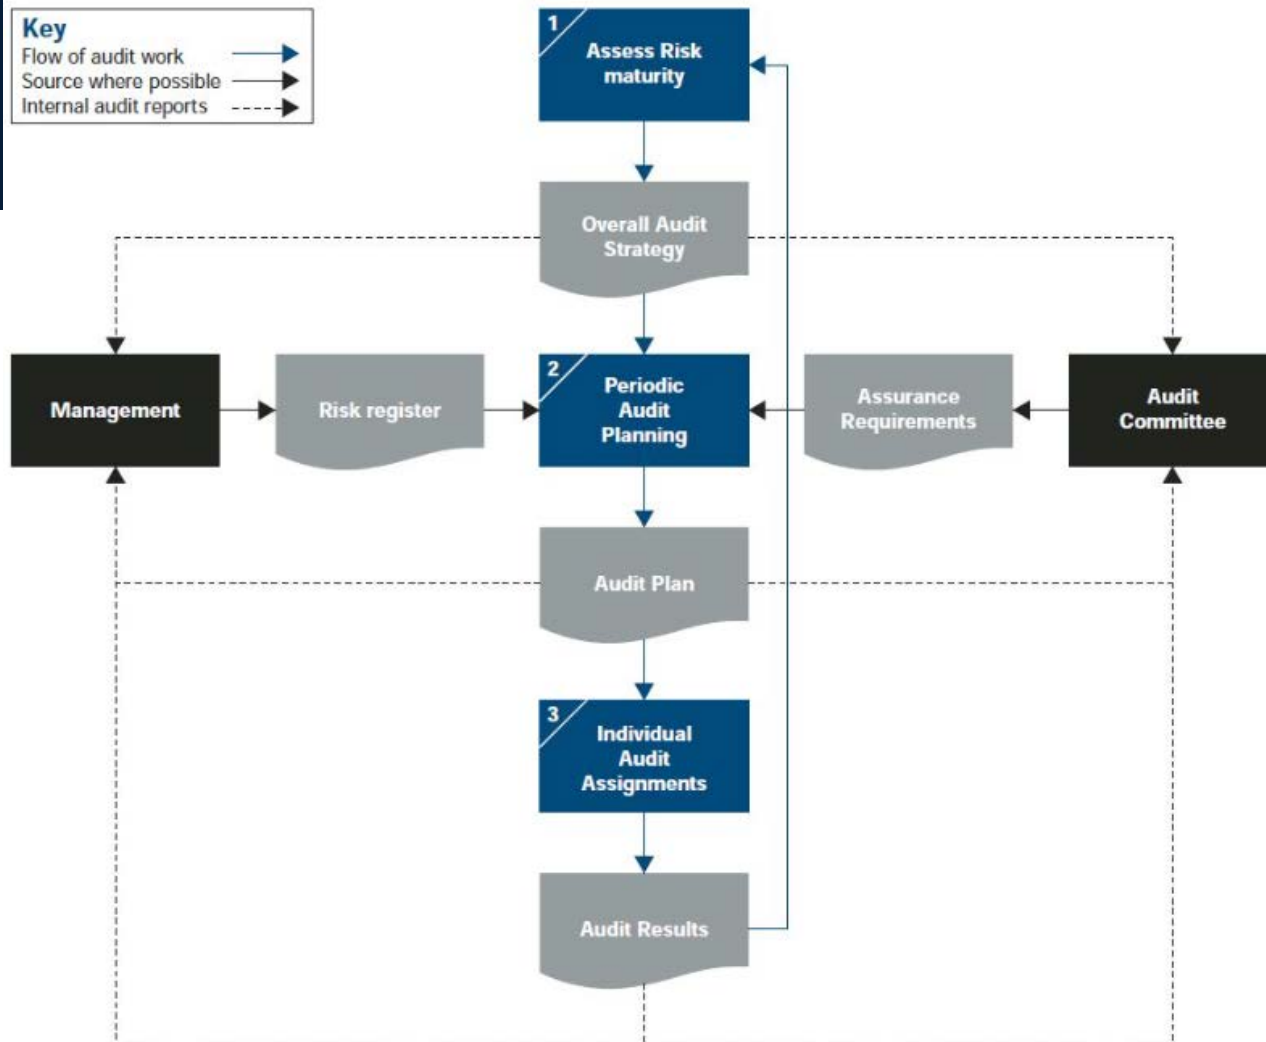 Key
Flow of audit work
Source where possible
Internal audit reports
1
Assess Risk
maturity
Overall Audit
Strategy
Management
Risk register
2
Periodic
Audit
Planning
Assurance
Requirements
Audit
Committee
Audit Plan
3
Individual
Audit
Assignments
Audit Results